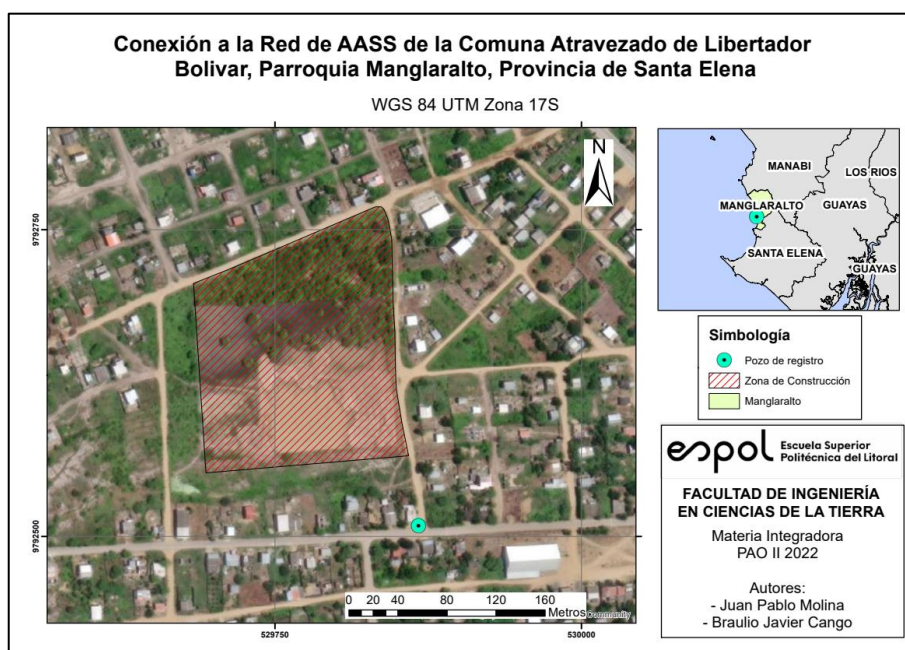 Conexión a la Red de AASS de la Comuna Atravezado de Libertador
Bolivar, Parroquia Manglaralto, Provincia de Santa Elena
WGS 84 UTM Zona 17S
N
9792750
9792500
529750
530000
0 20 40 80 120 160
Metros
Community
MANABI
LOS RIOS
MANGLARALTO
GUAYAS
SANTA ELENA
GUAYAS
Simbología
Pozo de registro
Zona de Construcción
Manglaralto
espol Escuela Superior
Politécnica del Litoral
FACULTAD DE INGENIERÍA
EN CIENCIAS DE LA TIERRA
Materia Integradora
PAO II 2022
Autores:
- Juan Pablo Molina
- Braulio Javier Cango